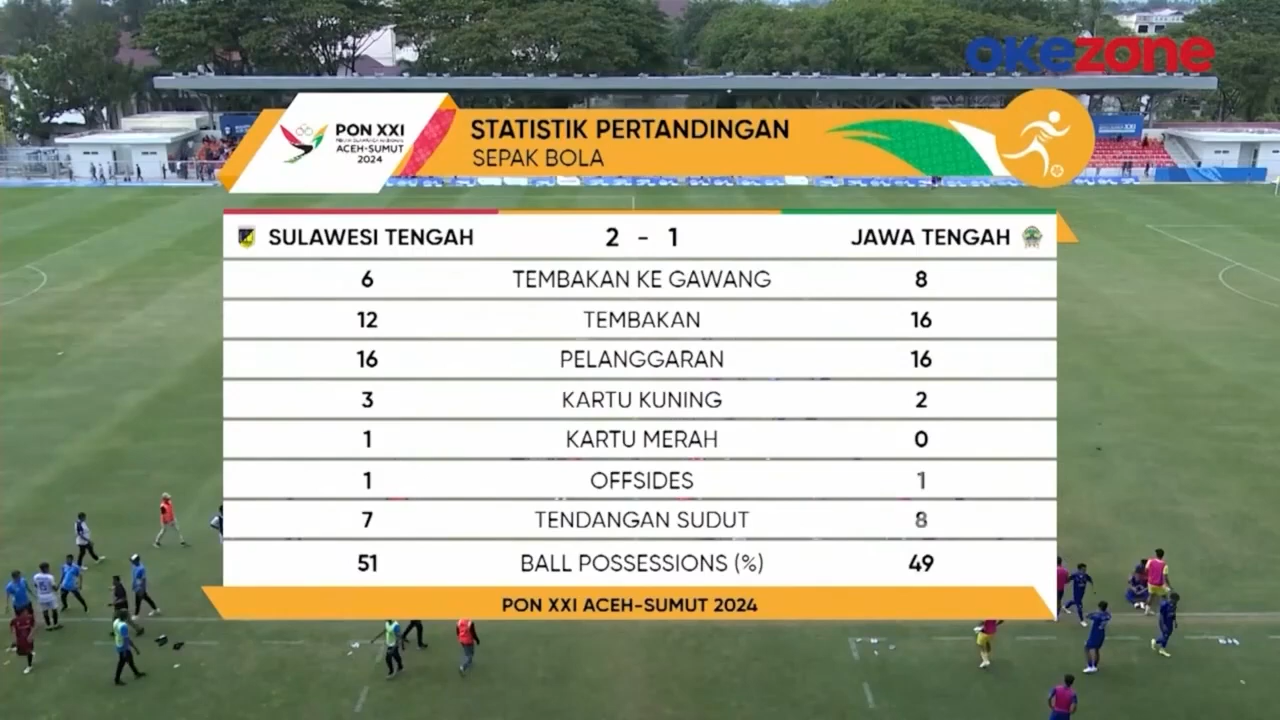 okezone
PON XXI
ACEH-SUMUT
2024
STATISTIK PERTANDINGAN
SEPAK BOLA
SULAWESI TENGAH 2 - 1 JAWA TENGAH
6 TEMBAKAN KE GAWANG 8
12 TEMBAKAN 16
16 PELANGGARAN 16
3 KARTU KUNING 2
1 KARTU MERAH 0
1 OFFSIDES 1
7 TENDANGAN SUDUT 8
51 BALL POSSESSIONS (%) 49
PON XXI ACEH-SUMUT 2024